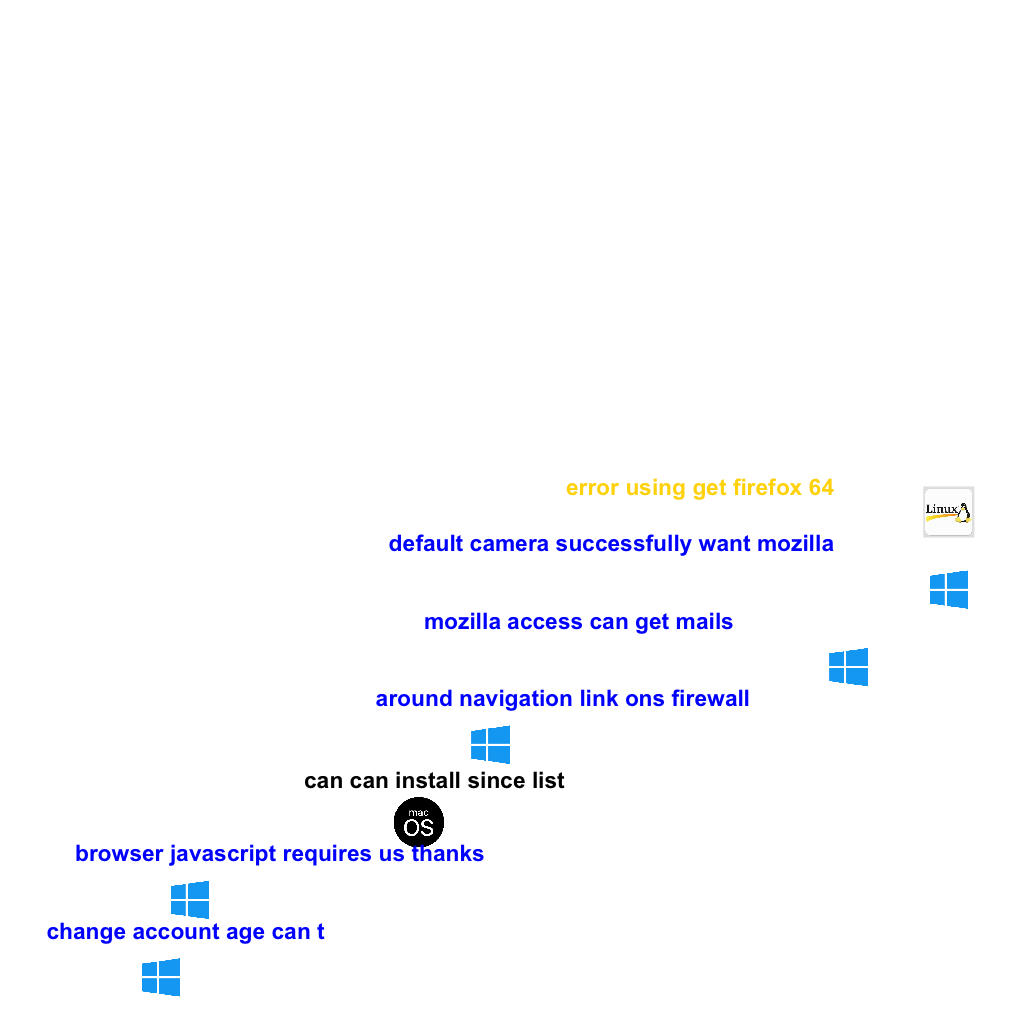 error using get firefox 64
Linux
default camera successfully want mozilla
mozilla access can get mails
around navigation link ons firewall
can can install since list
mac
OS
browser javascript requires us thanks
change account age can t